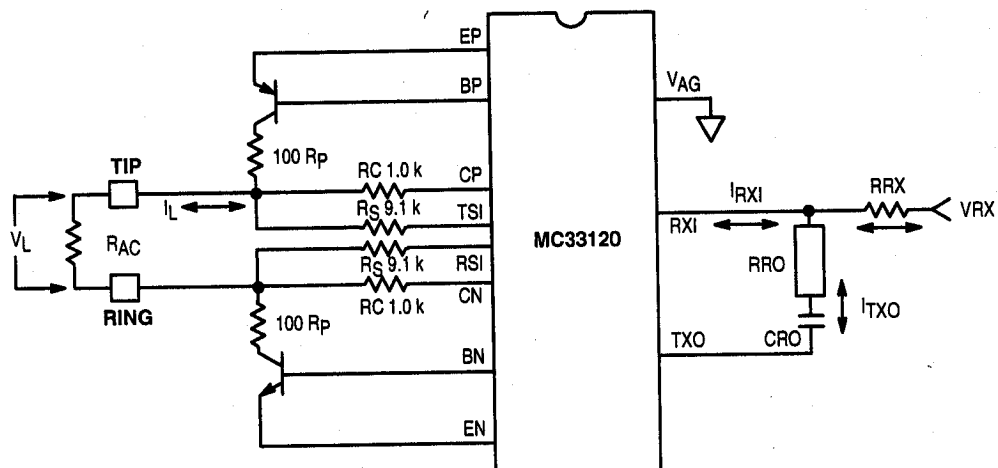 EP
BP
VAG
100 RP
TIP
RC 1.0 k
CP
IL
RS 9.1 k
TSI
IRXI
RRX
VRX
RXI
MC33120
VL
RAC
RS 9.1 k
RSI
RRO
RC 1.0 k
CN
RING
ITXO
100 RP
CRO
TXO
BN
EN